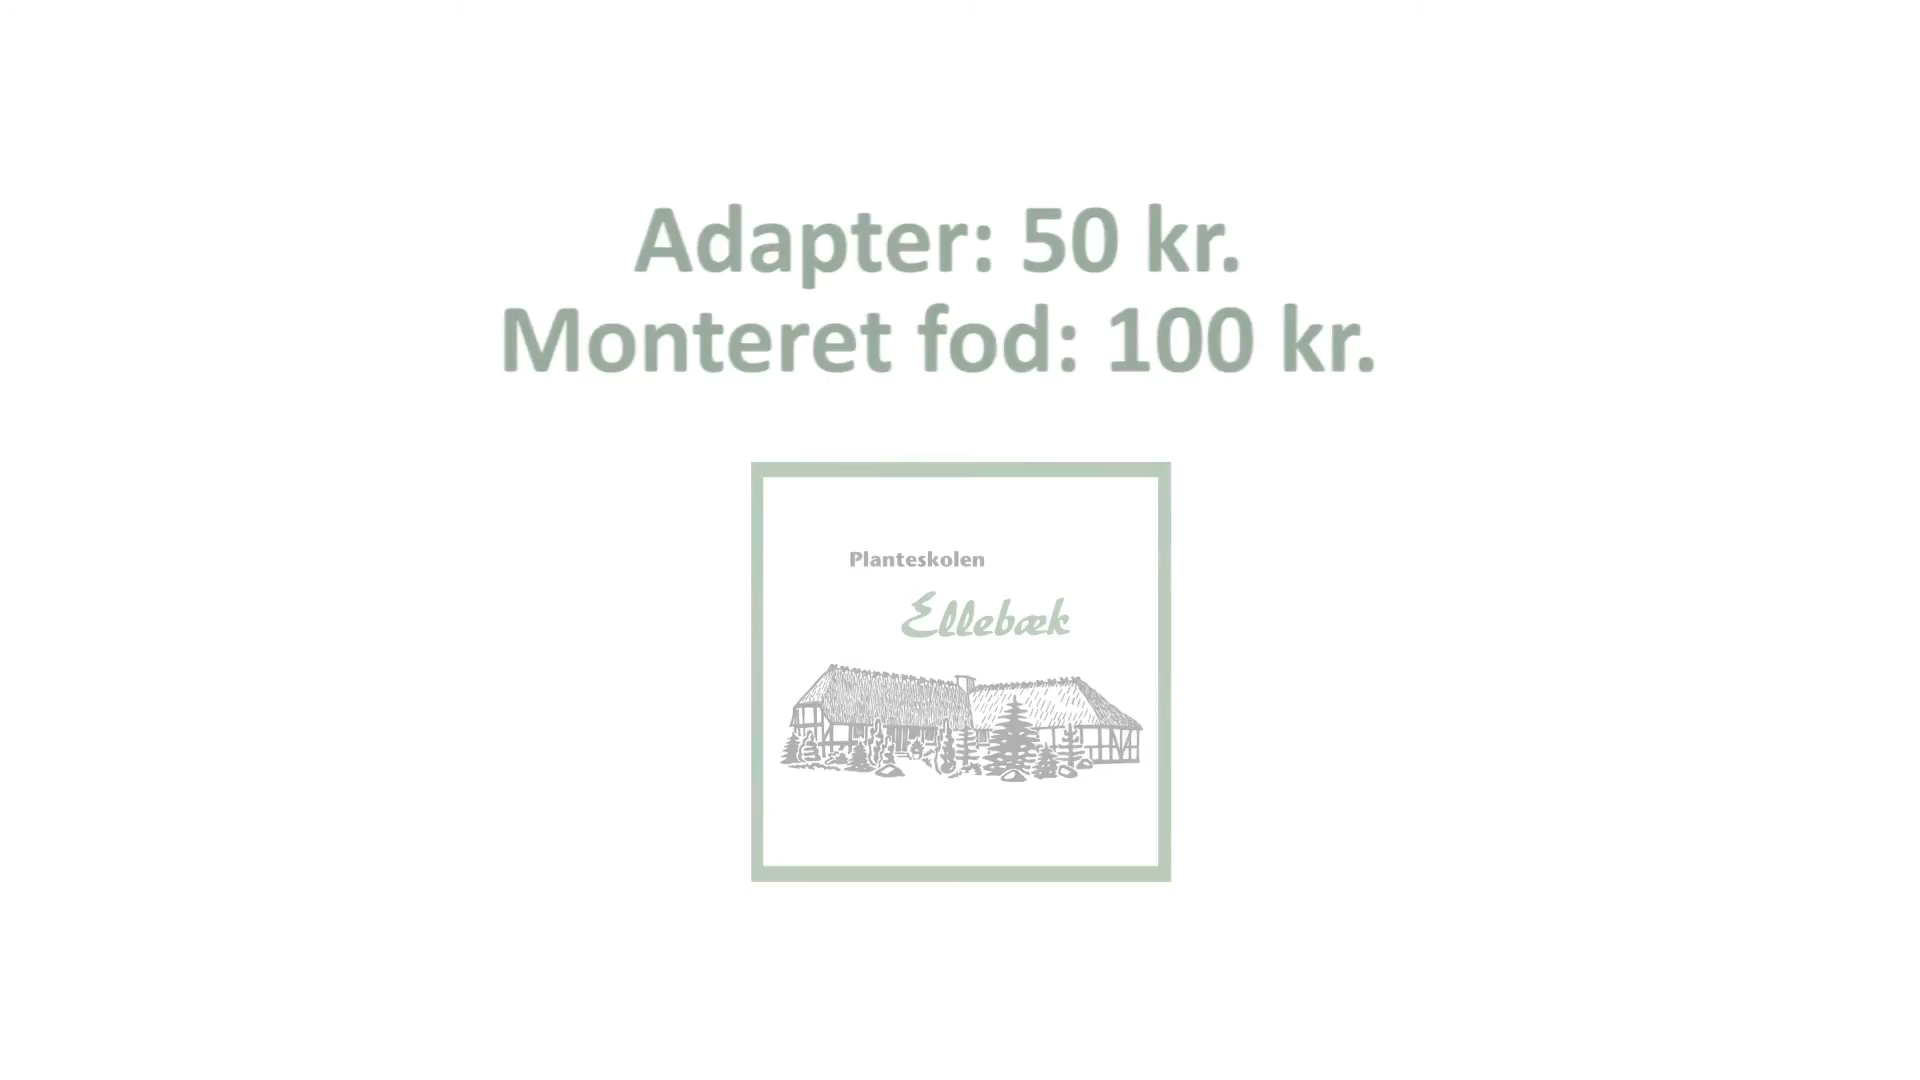 Adapter: 50 kr.
Monteret fod: 100 kr.
Planteskolen
Ellebæk